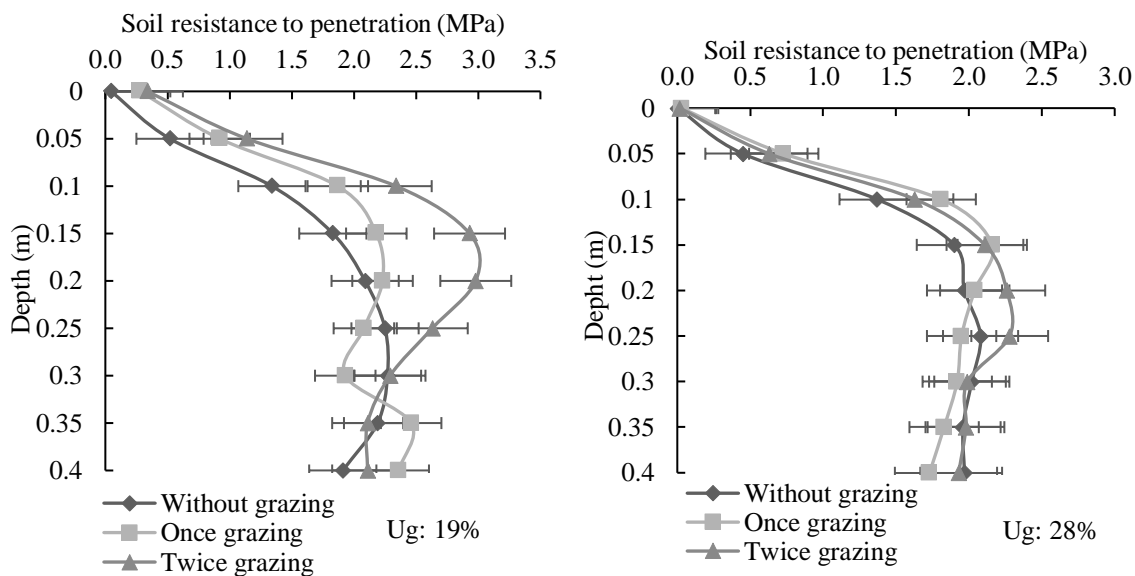 Soil resistance to penetration (MPa)
0.0 0.5 1.0 1.5 2.0 2.5 3.0 3.5
0
0.05
0.1
0.15
0.2
0.25
0.3
0.35
0.4
Depth (m)
Without grazing
Once grazing
Twice grazing
Ug: 19%
Soil resistance to penetration (MPa)
0.0 0.5 1.0 1.5 2.0 2.5 3.0
0
0.05
0.1
0.15
0.2
0.25
0.3
0.35
0.4
Depht (m)
Without grazing
Once grazing
Twice grazing
Ug: 28%